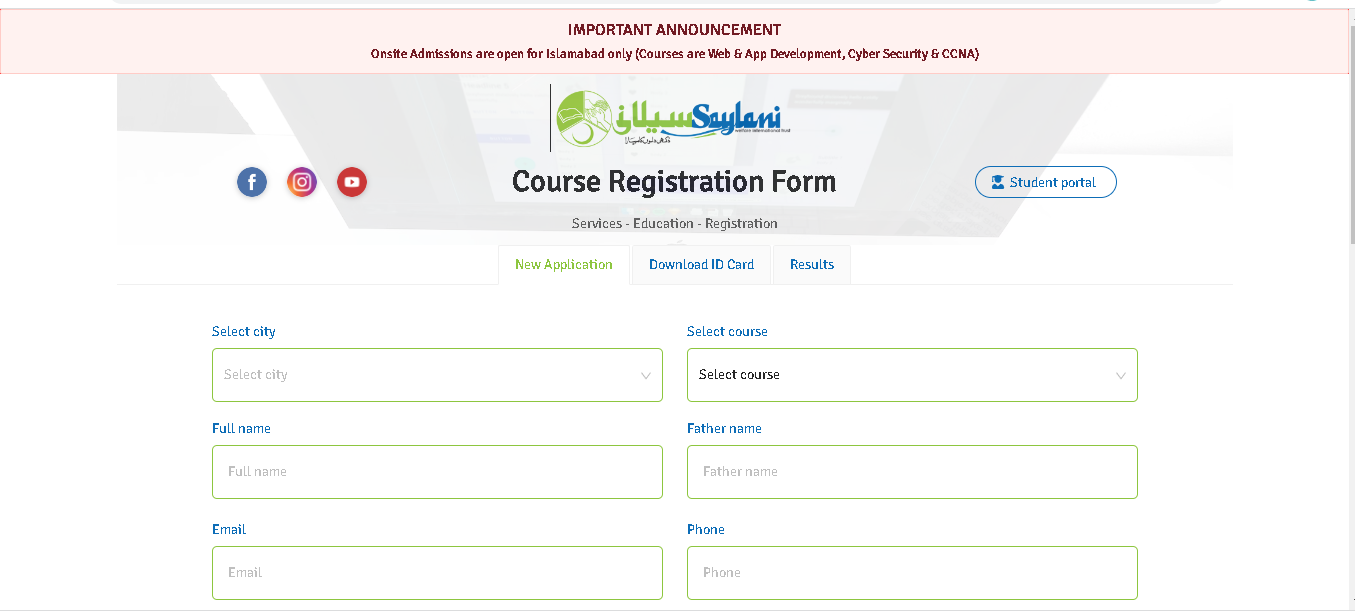 IMPORTANT ANNOUNCEMENT
Onsite Admissions are open for Islamabad only (Courses are Web & App Development, Cyber Security & CCNA)
سیلانی Saylani
welfare international trust
Course Registration Form
Student portal
Services - Education - Registration
New Application
Download ID Card
Results
Select city
Select course
Select city
Select course
Full name
Father name
Full name
Father name
Email
Phone
Email
Phone